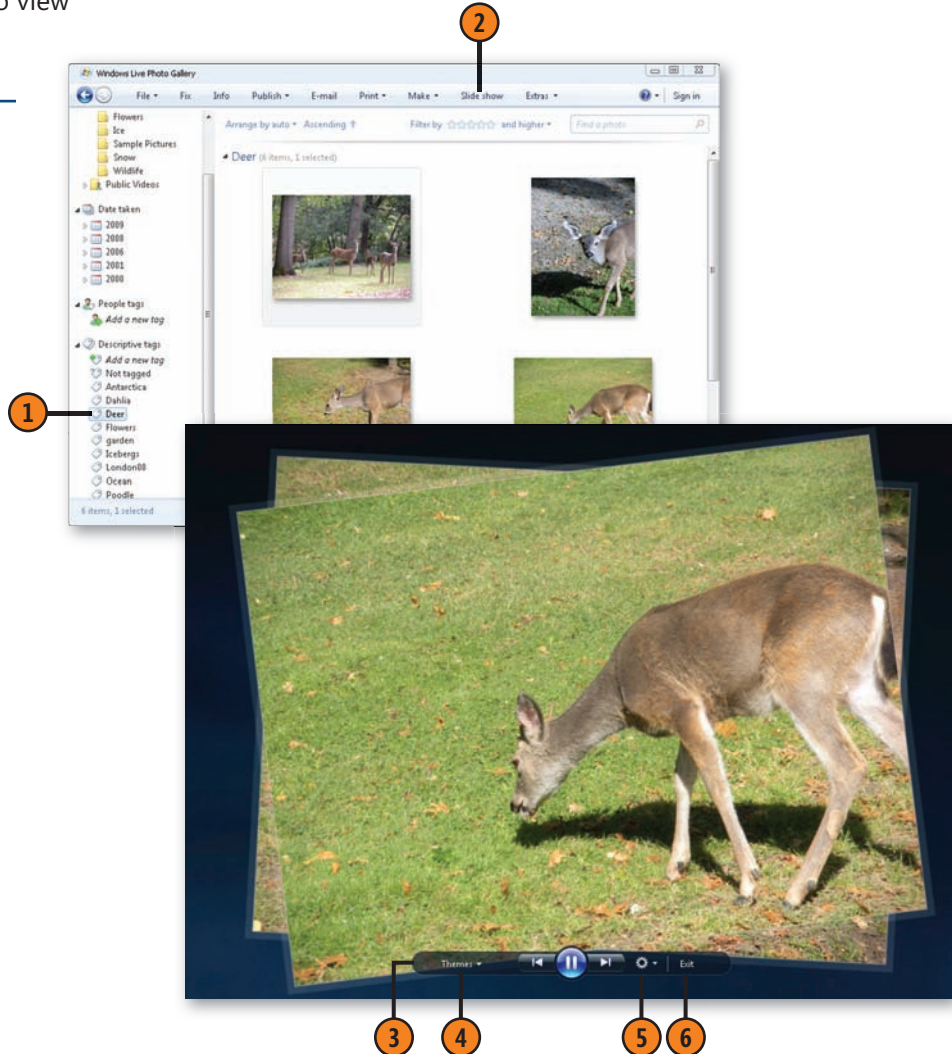 o view
2
Windows Live Photo Gallery
File Fix Info Publish E-mail Print Make Slide show Extras Sign in
Flowers
Ice
Sample Pictures
Snow
Wildlife
Public Videos
Arrange by auto Ascending Filter by and higher Find a photo
Deer (6 items, 1 selected)
Date taken
2009
2008
2006
2001
2000
People tags
Add a new tag
Descriptive tags
Add a new tag
Not tagged
Antarctica
Dahlia
1
Deer
Flowers
garden
Icebergs
London08
Ocean
Poodle
6 items, 1 selected
Themes Exit
3 4 5 6